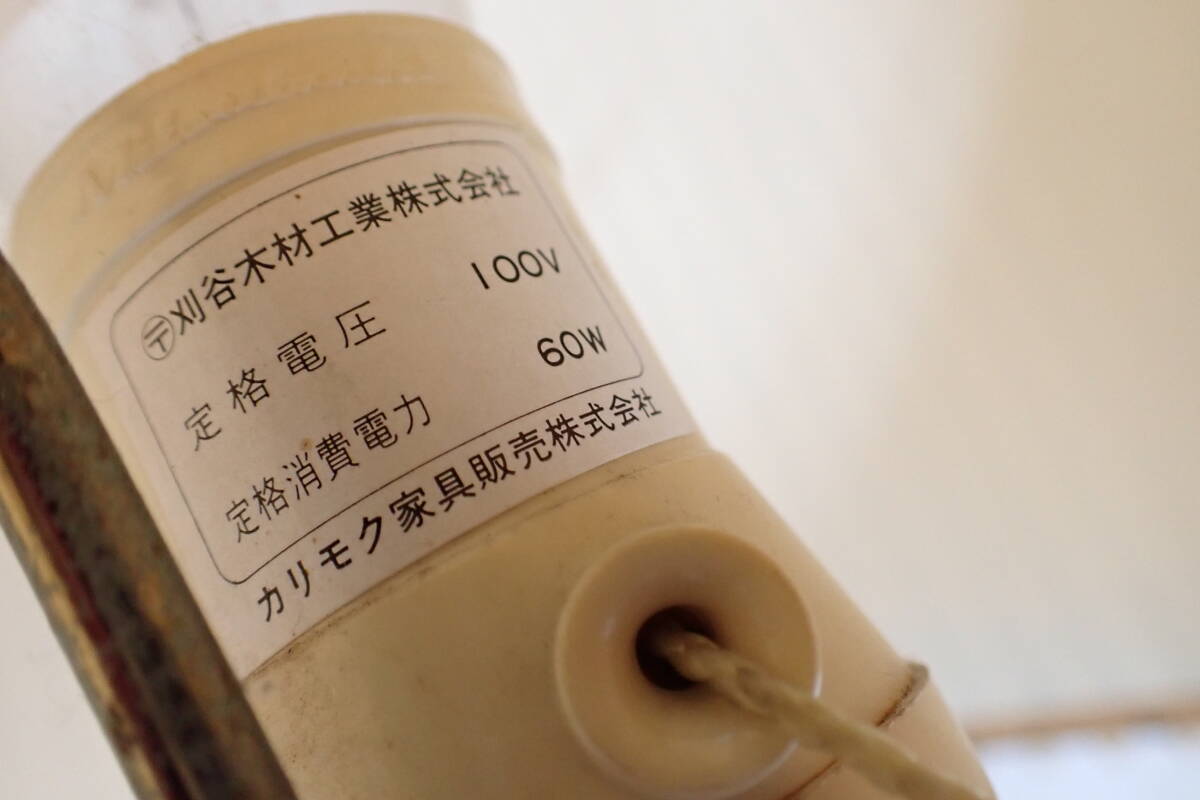 〶刈谷木材工業株式会社
定格電圧 100V
定格消費電力 60W
カリモク家具販売株式会社